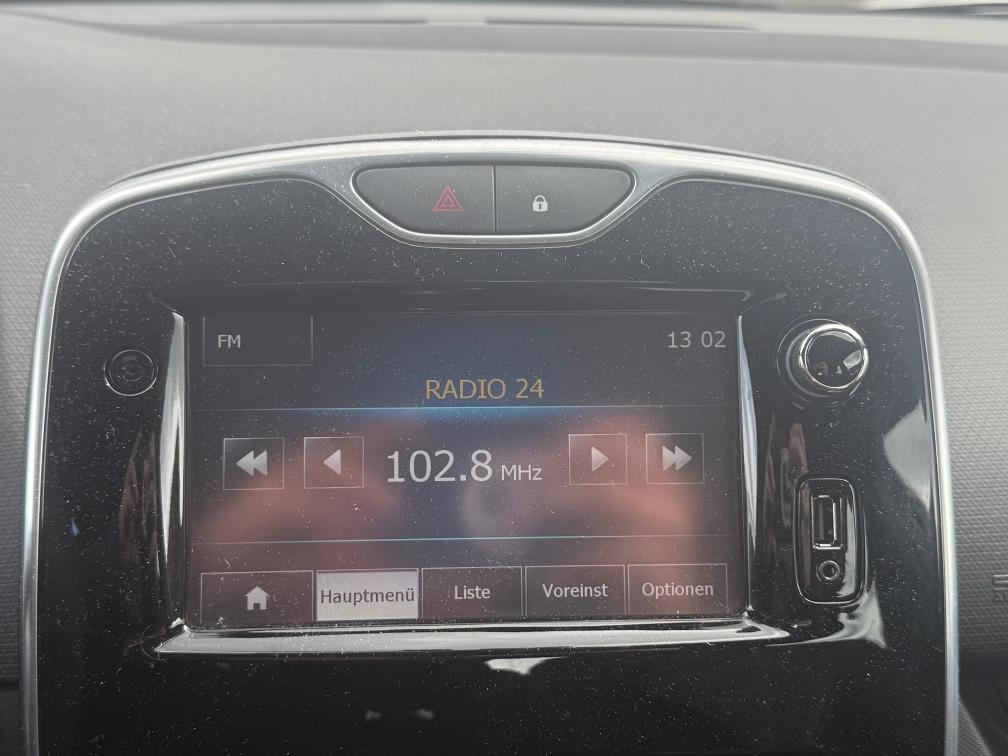 FM
13 02
RADIO 24
102.8 MHz
Hauptmenü
Liste
Voreinst
Optionen